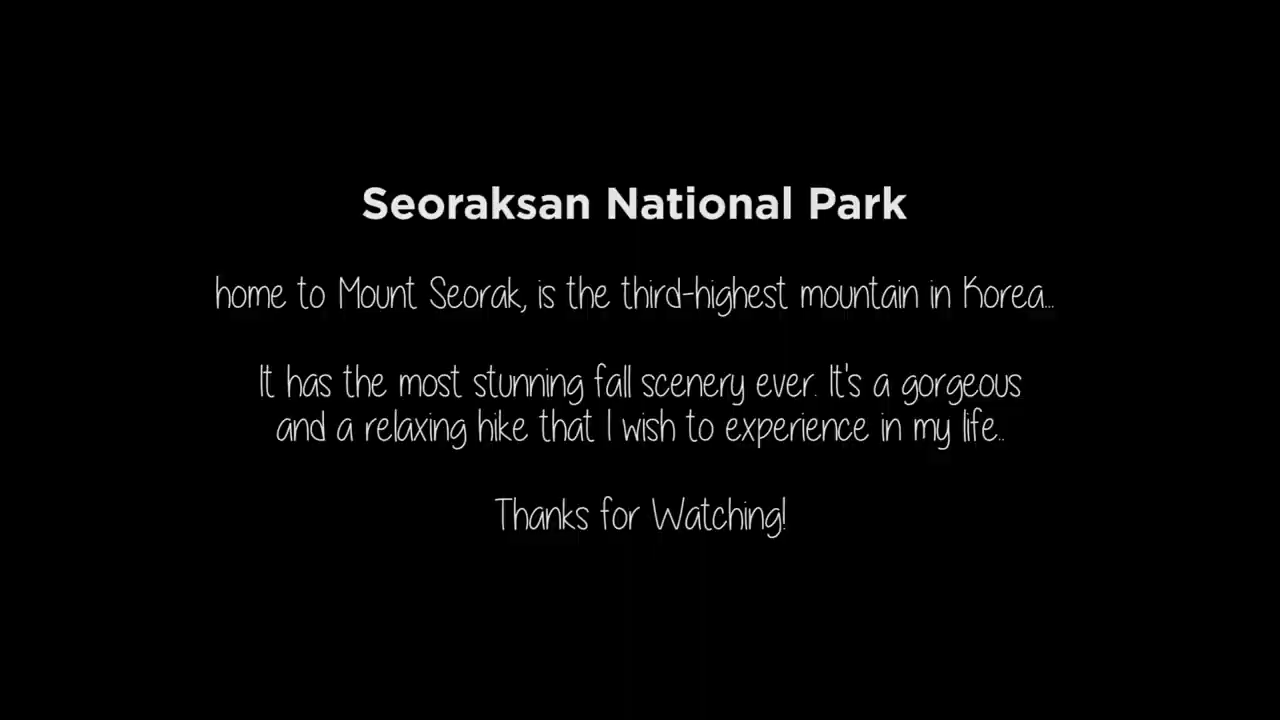 Seoraksan National Park
home to Mount Seorak, is the third-highest mountain in Korea...
It has the most stunning fall scenery ever. It's a gorgeous
and a relaxing hike that I wish to experience in my life..
Thanks for Watching!